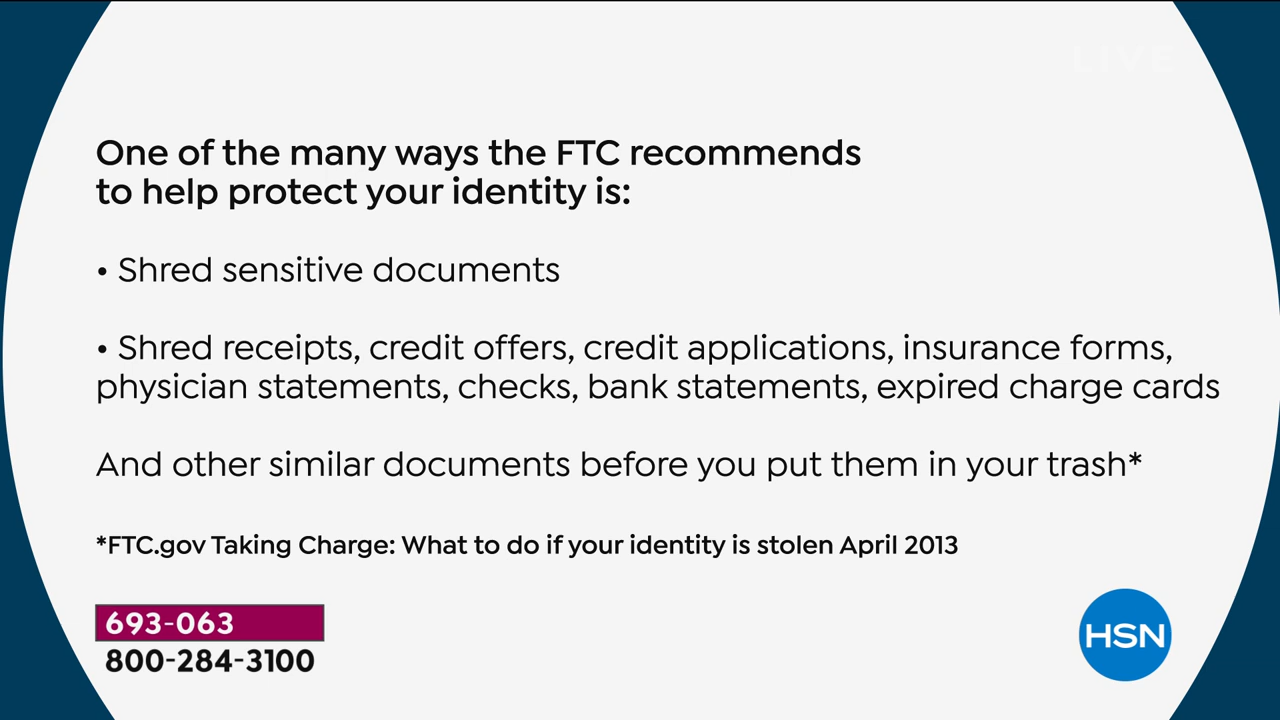 LIVE
One of the many ways the FTC recommends
to help protect your identity is:
• Shred sensitive documents
• Shred receipts, credit offers, credit applications, insurance forms,
physician statements, checks, bank statements, expired charge cards
And other similar documents before you put them in your trash*
*FTC.gov Taking Charge: What to do if your identity is stolen April 2013
693-063
800-284-3100
HSN